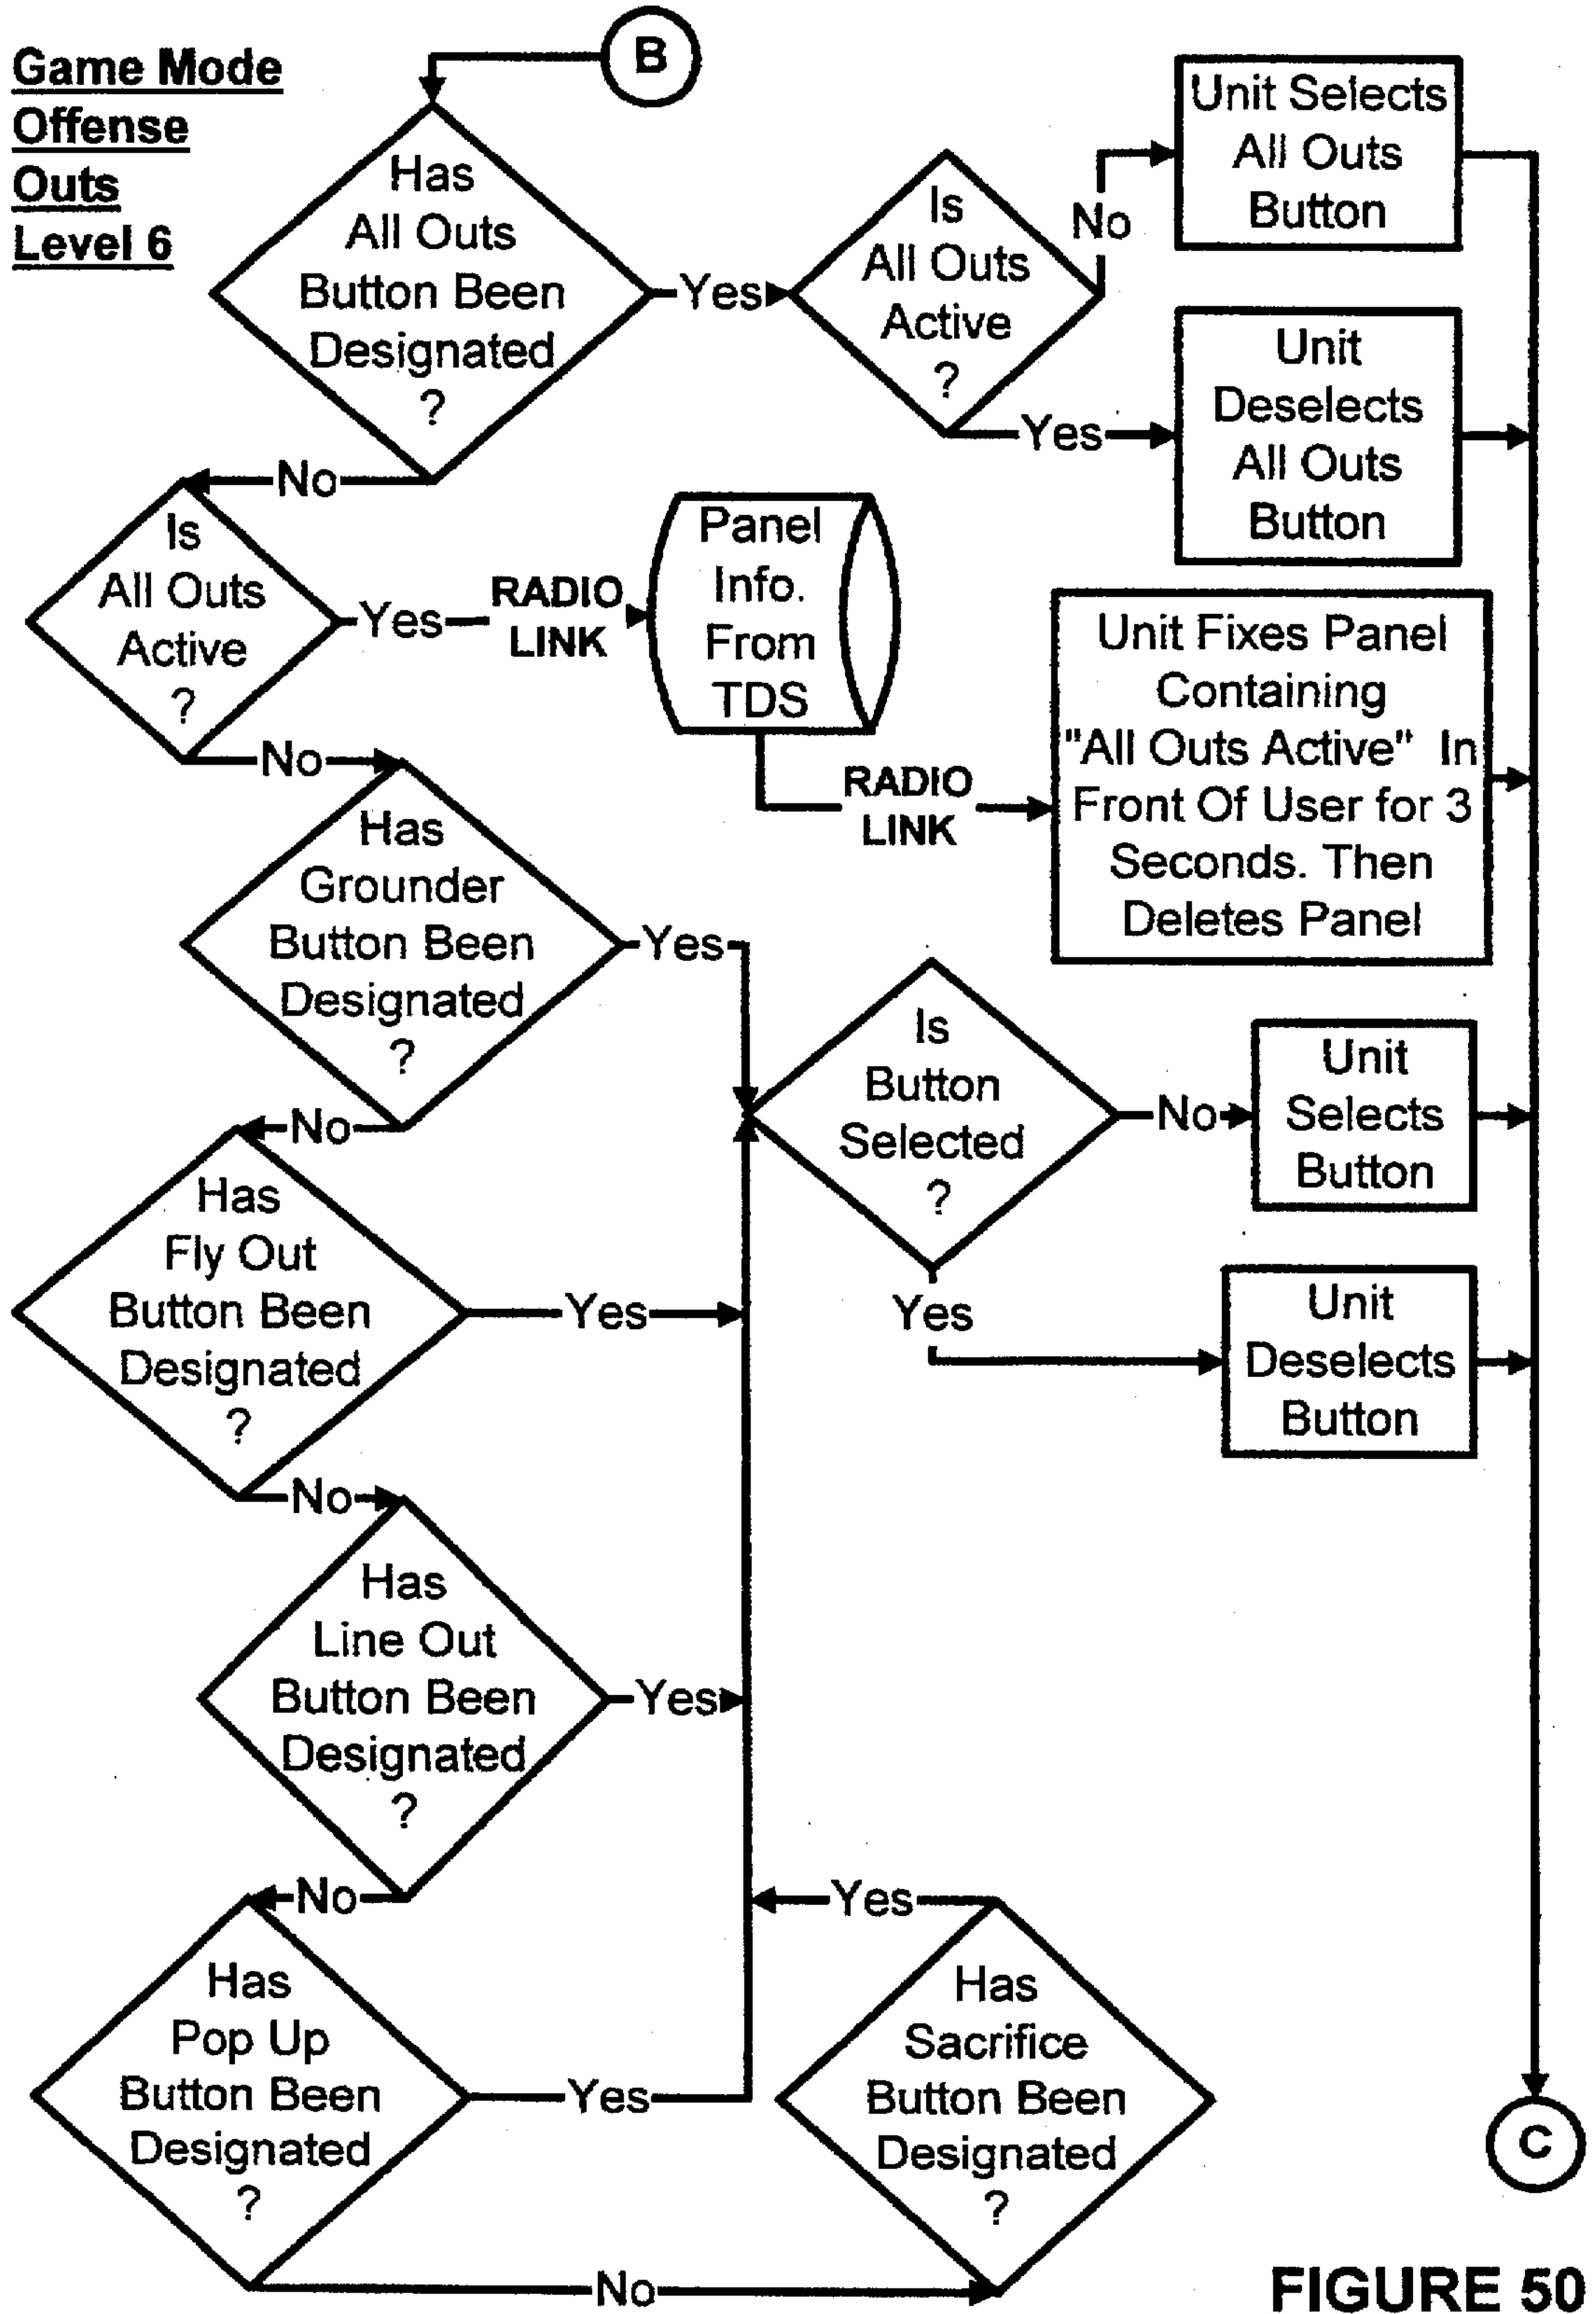 Game Mode
Offense
Outs
Level 6
B
Has
All Outs
Button Been
Designated
?
Yes
Is
All Outs
Active
?
No
Unit Selects
All Outs
Button
Yes
Unit
Deselects
All Outs
Button
No
Is
All Outs
Active
?
Yes
RADIO
LINK
Panel
Info.
From
TDS
RADIO
LINK
Unit Fixes Panel
Containing
"All Outs Active" In
Front Of User for 3
Seconds. Then
Deletes Panel
No
Has
Grounder
Button Been
Designated
?
Yes
Is
Button
Selected
?
No
Unit
Selects
Button
Yes
Unit
Deselects
Button
No
Has
Fly Out
Button Been
Designated
?
Yes
No
Has
Line Out
Button Been
Designated
?
Yes
No
Has
Pop Up
Button Been
Designated
?
Yes
No
Has
Sacrifice
Button Been
Designated
?
Yes
C
FIGURE 50